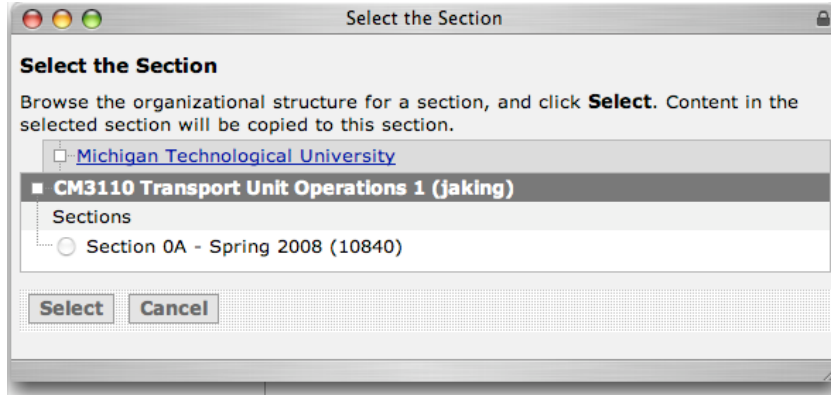 Select the Section
Select the Section
Browse the organizational structure for a section, and click Select. Content in the
selected section will be copied to this section.
Michigan Technological University
CM3110 Transport Unit Operations 1 (jaking)
Sections
Section 0A - Spring 2008 (10840)
Select Cancel